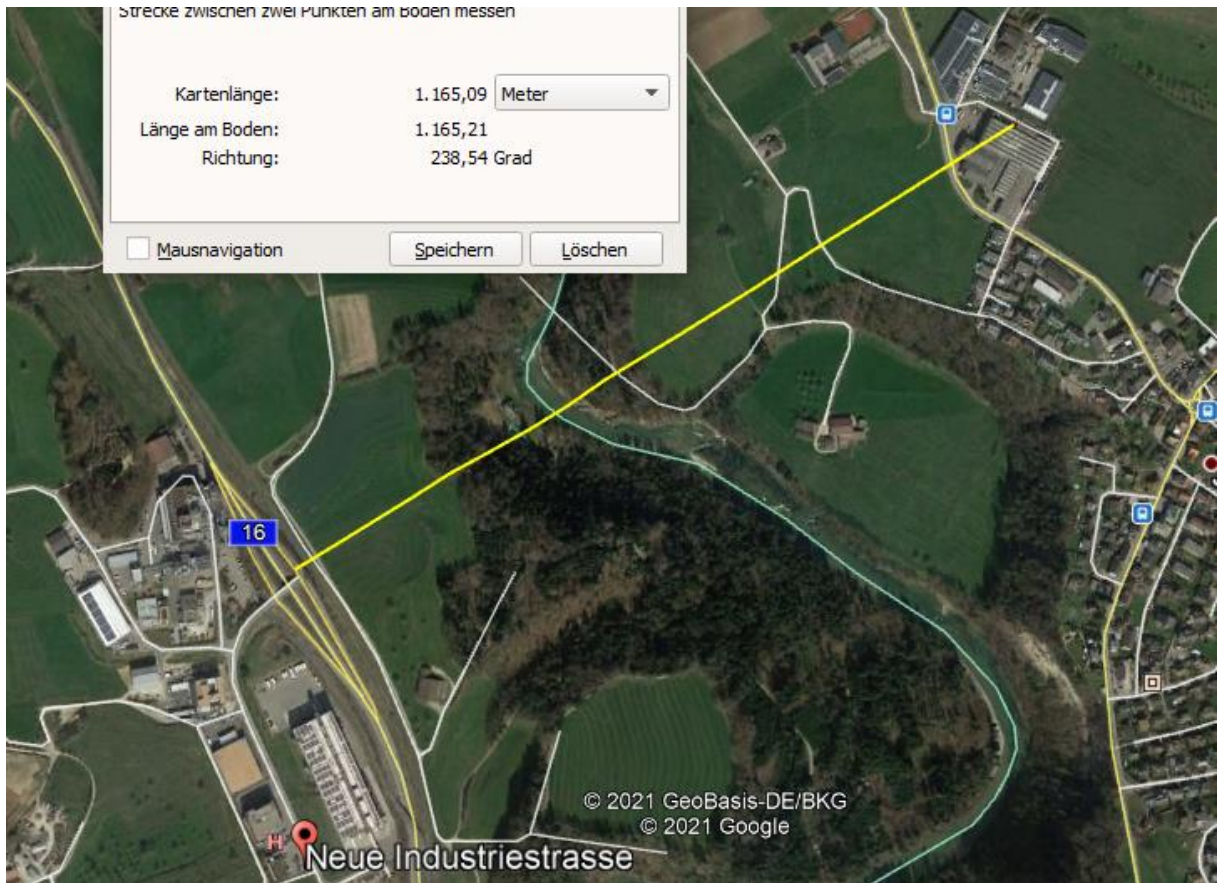 Strecke zwischen zwei Punkten am Boden messen
Kartenlänge: 1.165,09 Meter
Länge am Boden: 1.165,21
Richtung: 238,54 Grad
Mausnavigation Speichern Löschen
16
© 2021 GeoBasis-DE/BKG
© 2021 Google
H Neue Industriestrasse